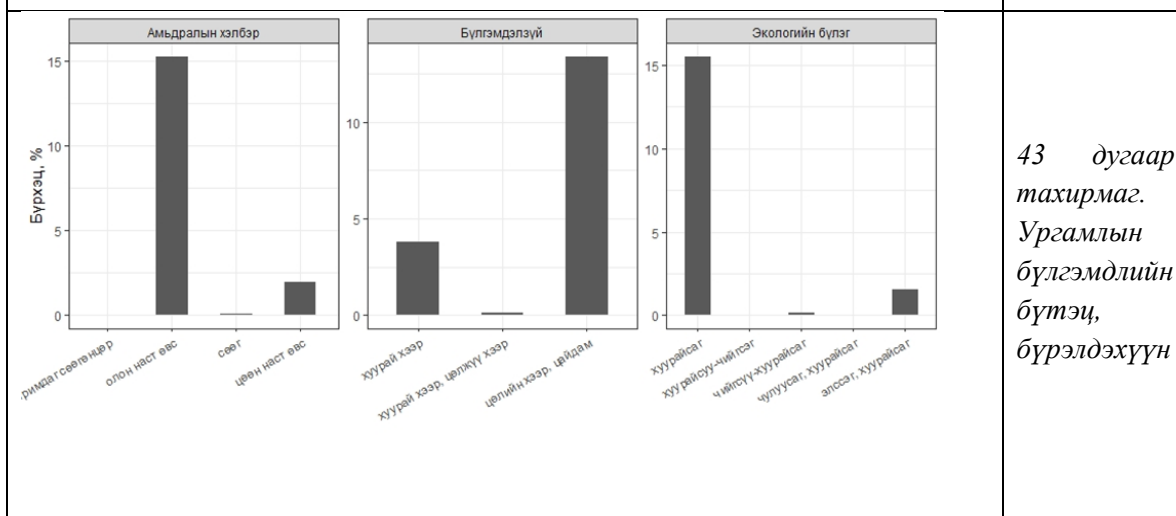 Амьдралын хэлбэр
Бүлгэмдэлзүй
Экологийн бүлэг
Бүрхэц, %
15
10
5
0
10
5
0
15
10
5
0
олон наст өвс
сөөг
цөөн наст өвс
хуурай хээр
хуурай хээр, цөлжүү хээр
цөлийн хээр, цайдам
хуурайсаг
хуурайсуу-чийгсэг
чийгсүү-хуурайсаг
чулуусаг, хуурайсаг
элссэг, хуурайсаг
43 дугаар
тахирмаг.
Ургамлын
бүлгэмдлийн
бүтэц,
бүрэлдэхүүн